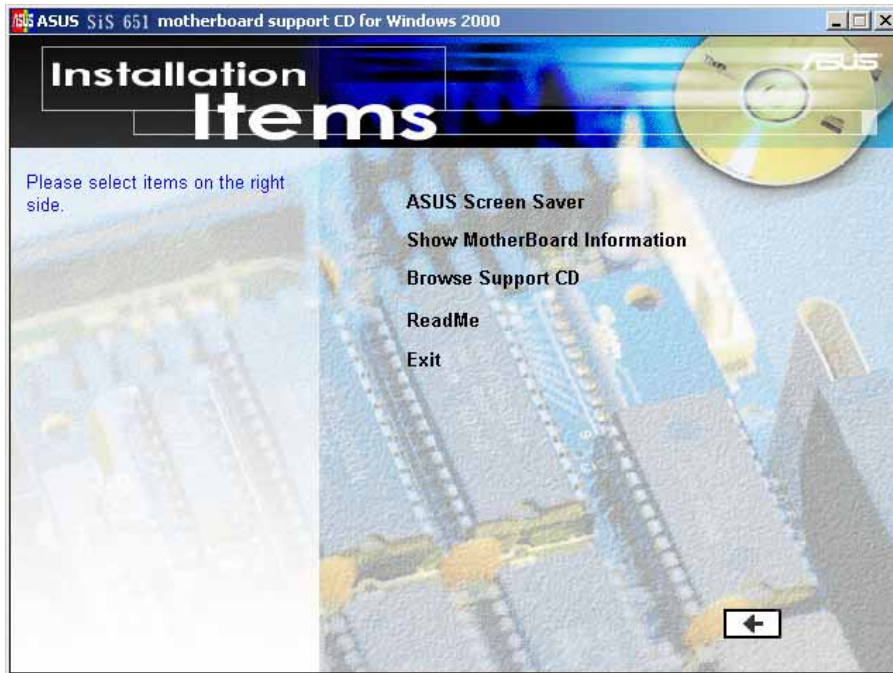 ASUS SiS 651 motherboard support CD for Windows 2000
Installation
Items
ASUS
Please select items on the right
side.
ASUS Screen Saver
Show MotherBoard Information
Browse Support CD
ReadMe
Exit